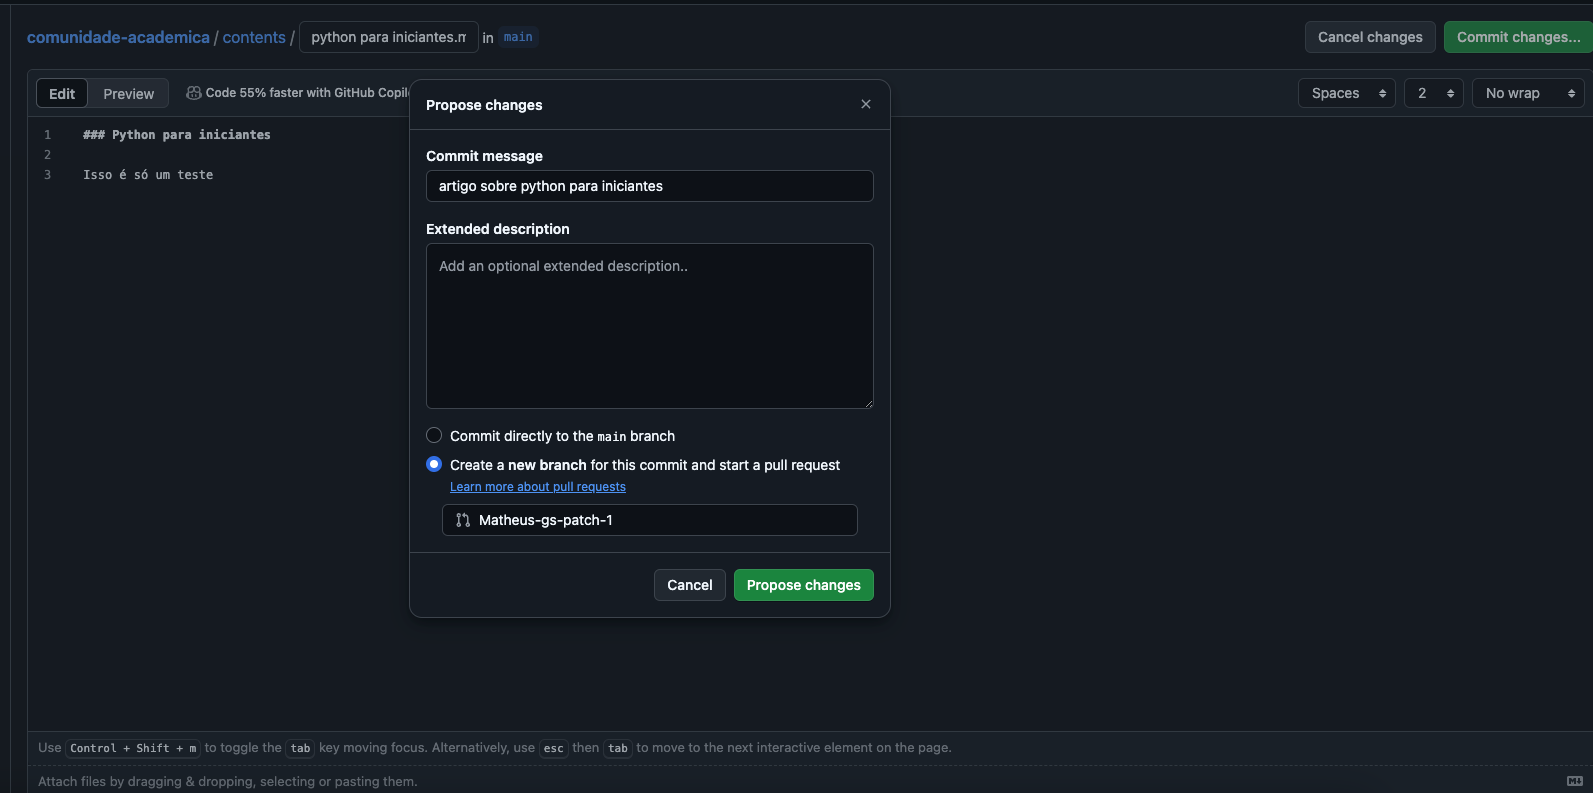 comunidade-academica / contents / python para iniciantes.m in main
Cancel changes
Commit changes...
Edit
Preview
Code 55% faster with GitHub Copil
Spaces
2
No wrap
1 ### Python para iniciantes
2
3 Isso é só um teste
Propose changes
Commit message
artigo sobre python para iniciantes
Extended description
Add an optional extended description..
Commit directly to the main branch
Create a new branch for this commit and start a pull request
Learn more about pull requests
Matheus-gs-patch-1
Cancel
Propose changes
Use Control + Shift + m to toggle the tab key moving focus. Alternatively, use esc then tab to move to the next interactive element on the page.
Attach files by dragging & dropping, selecting or pasting them.